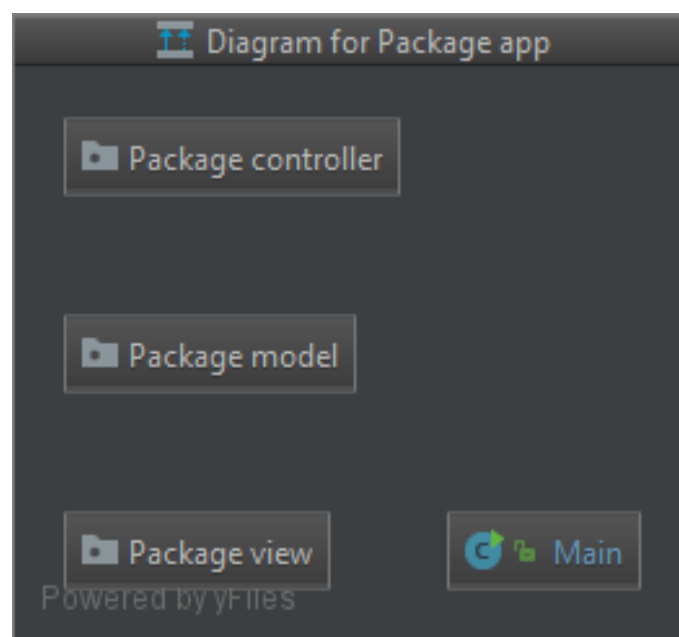 Diagram for Package app
Package controller
Package model
Package view
Main
Powered by yFiles